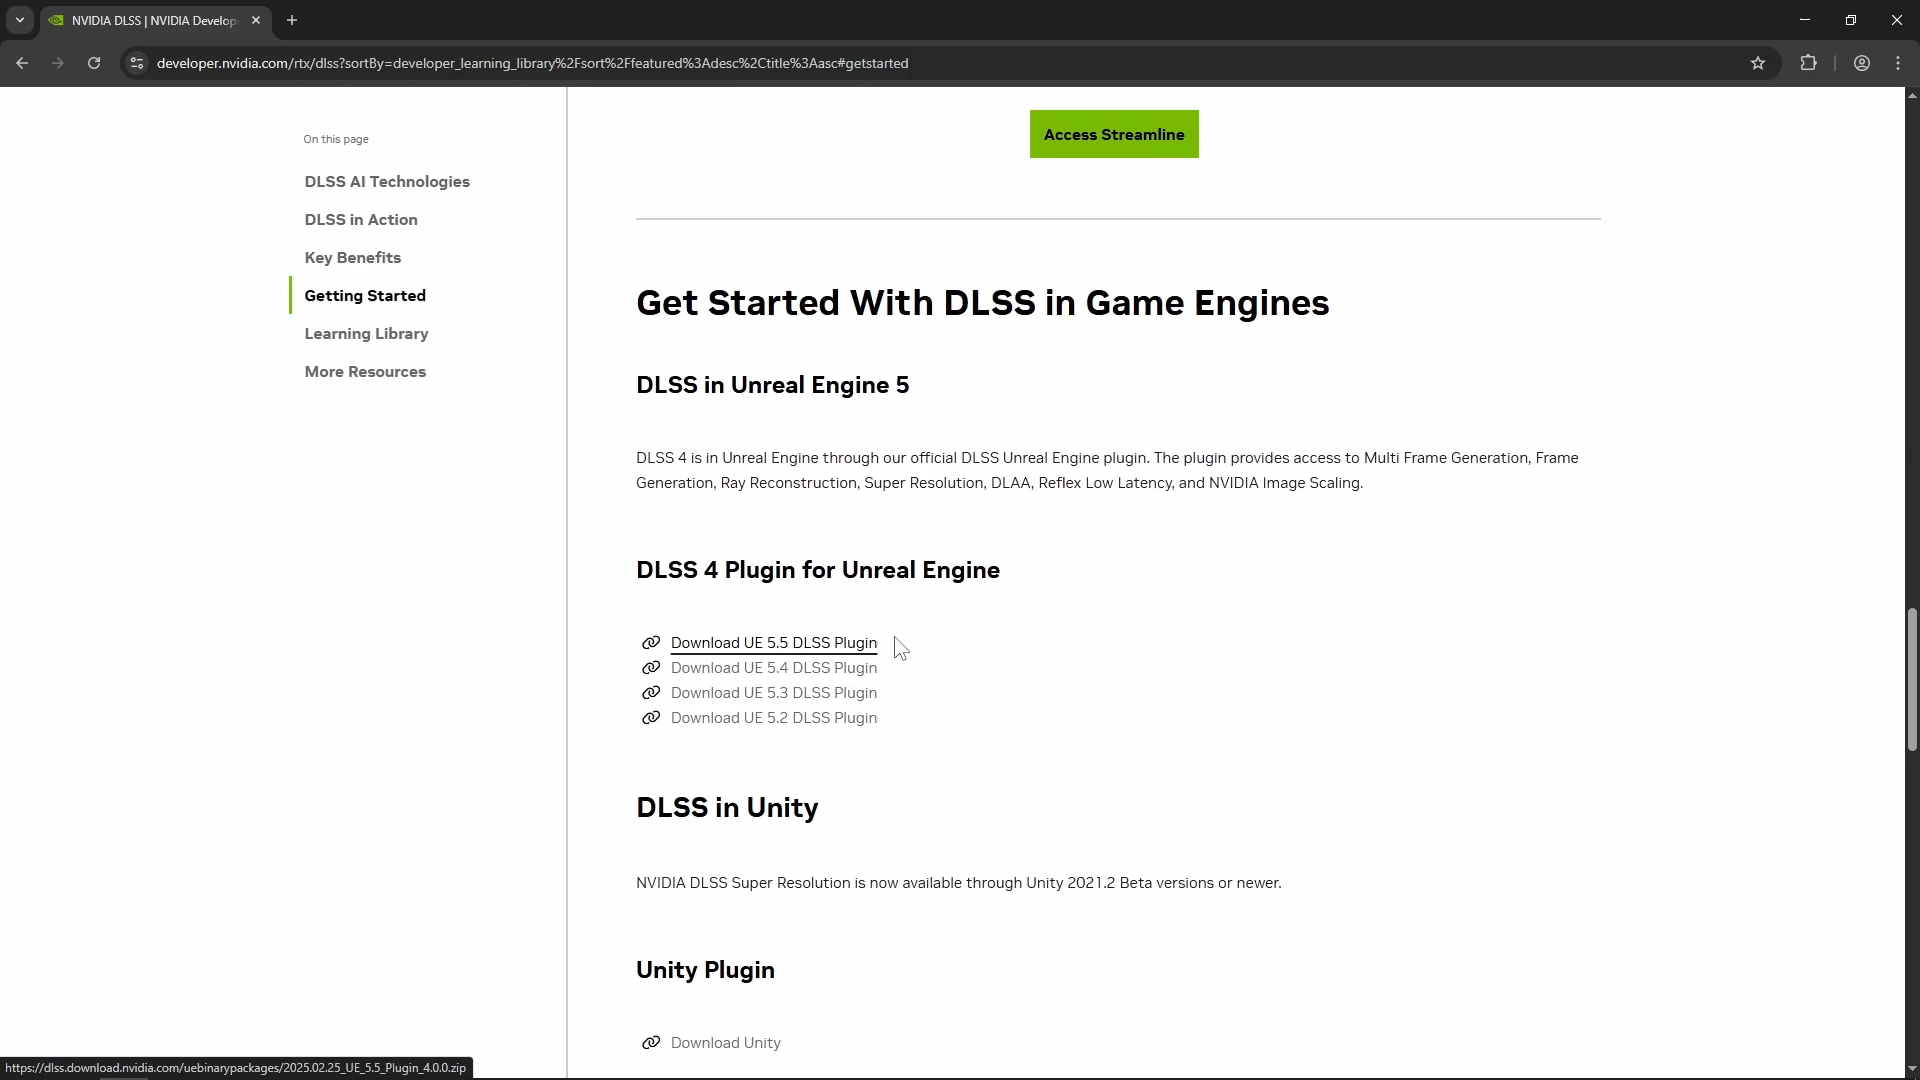 NVIDIA DLSS | NVIDIA Develop
developer.nvidia.com/rtx/dlss?sortBy=developer_learning_library%2Fsort%2Ffeatured%3Adesc%2Ctitle%3Aasc#getstarted
On this page
DLSS AI Technologies
DLSS in Action
Key Benefits
Getting Started
Learning Library
More Resources
Access Streamline
Get Started With DLSS in Game Engines
DLSS in Unreal Engine 5
DLSS 4 is in Unreal Engine through our official DLSS Unreal Engine plugin. The plugin provides access to Multi Frame Generation, Frame
Generation, Ray Reconstruction, Super Resolution, DLAA, Reflex Low Latency, and NVIDIA Image Scaling.
DLSS 4 Plugin for Unreal Engine
Download UE 5.5 DLSS Plugin
Download UE 5.4 DLSS Plugin
Download UE 5.3 DLSS Plugin
Download UE 5.2 DLSS Plugin
DLSS in Unity
NVIDIA DLSS Super Resolution is now available through Unity 2021.2 Beta versions or newer.
Unity Plugin
Download Unity
https://dlss.download.nvidia.com/uebinarypackages/2025.02.25_UE_5.5_Plugin_4.0.0.zip